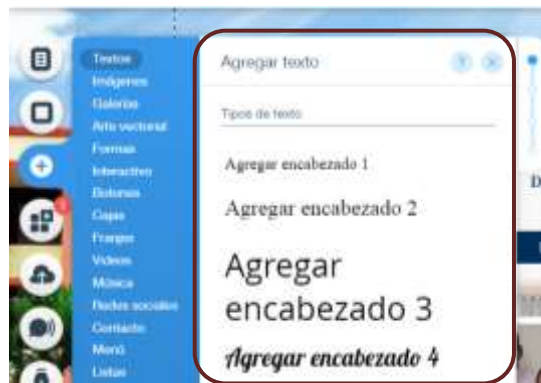 Textos
Imágenes
Galerías
Arte vectorial
Formas
Interactivo
Botones
Cajas
Franjas
Videos
Música
Redes sociales
Contacto
Menú
Listas
Agregar texto
?
Tipos de texto
Agregar encabezado 1
Agregar encabezado 2
Agregar
encabezado 3
Agregar encabezado 4
D